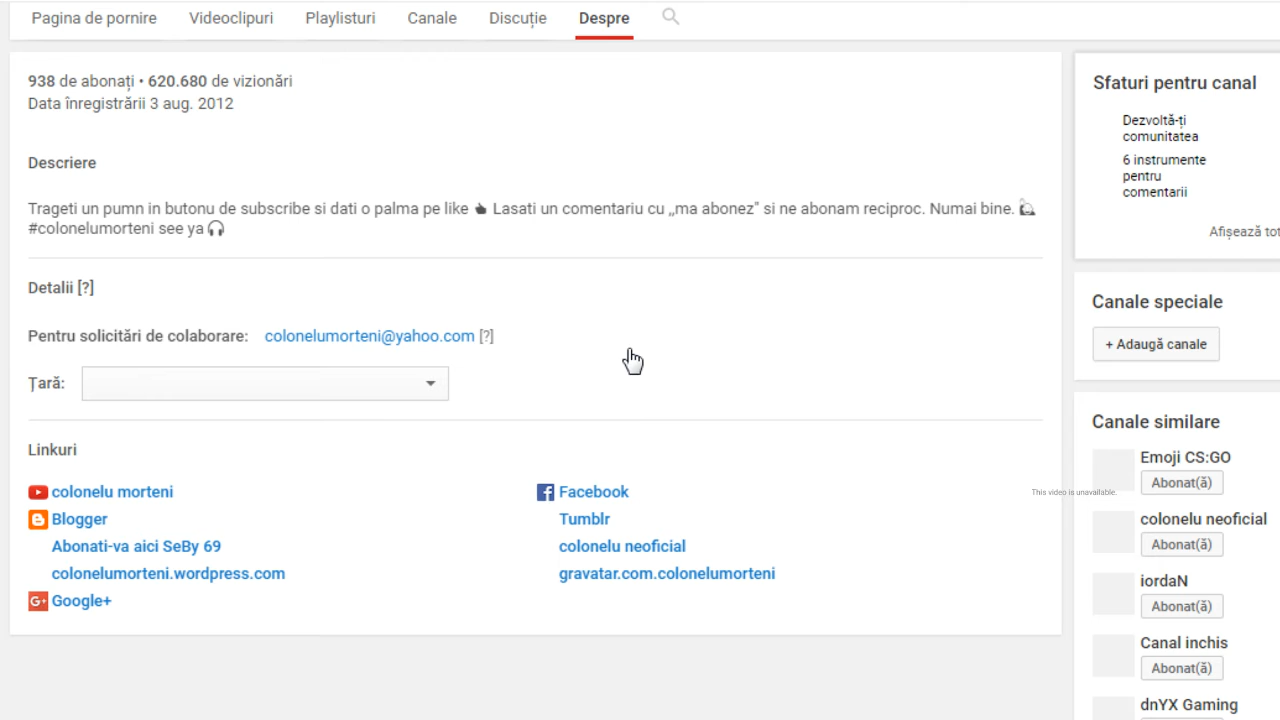 Pagina de pornire Videoclipuri Playlisturi Canale Discuție Despre
938 de abonați • 620.680 de vizionări
Data înregistrării 3 aug. 2012
Descriere
Trageti un pumn in butonu de subscribe si dati o palma pe like Lasati un comentariu cu ,,ma abonez" si ne abonam reciproc. Numai bine.
#colonelumorteni see ya
Detalii [?]
Pentru solicitări de colaborare: colonelumorteni@yahoo.com [?]
Țară:
Linkuri
colonelu morteni
Facebook
Blogger
Tumblr
Abonati-va aici SeBy 69
colonelu neoficial
colonelumorteni.wordpress.com
gravatar.com.colonelumorteni
G+ Google+
Sfaturi pentru canal
Dezvoltă-ți
comunitatea
6 instrumente
pentru
comentarii
Afișează tot
Canale speciale
+ Adaugă canale
Canale similare
Emoji CS:GO
Abonat(ă)
This video is unavailable.
colonelu neoficial
Abonat(ă)
iordaN
Abonat(ă)
Canal inchis
Abonat(ă)
dnYX Gaming